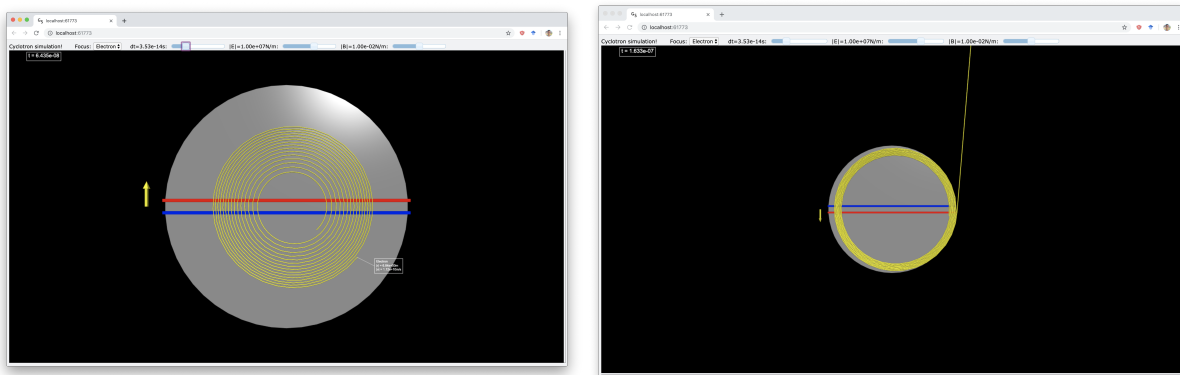 localhost:61773
localhost:61773
Cyclotron simulation! Focus: Electron dt=3.53e-14s: |E|=1.00e+07N/m: |B|=1.00e-02N/m:
t = 6.435e-08
localhost:61773
localhost:61773
Cyclotron simulation! Focus: Electron dt=3.53e-14s: |E|=1.00e+07N/m: |B|=1.00e-02N/m:
t = 1.633e-07